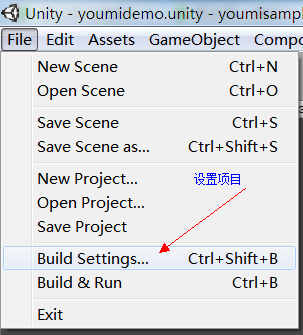 Unity - youmidemo.unity - youmisampl
File Edit Assets GameObject Compo
New Scene Ctrl+N
Open Scene Ctrl+O
Save Scene Ctrl+S
Save Scene as... Ctrl+Shift+S
New Project... 设置项目
Open Project...
Save Project
Build Settings... Ctrl+Shift+B
Build & Run Ctrl+B
Exit